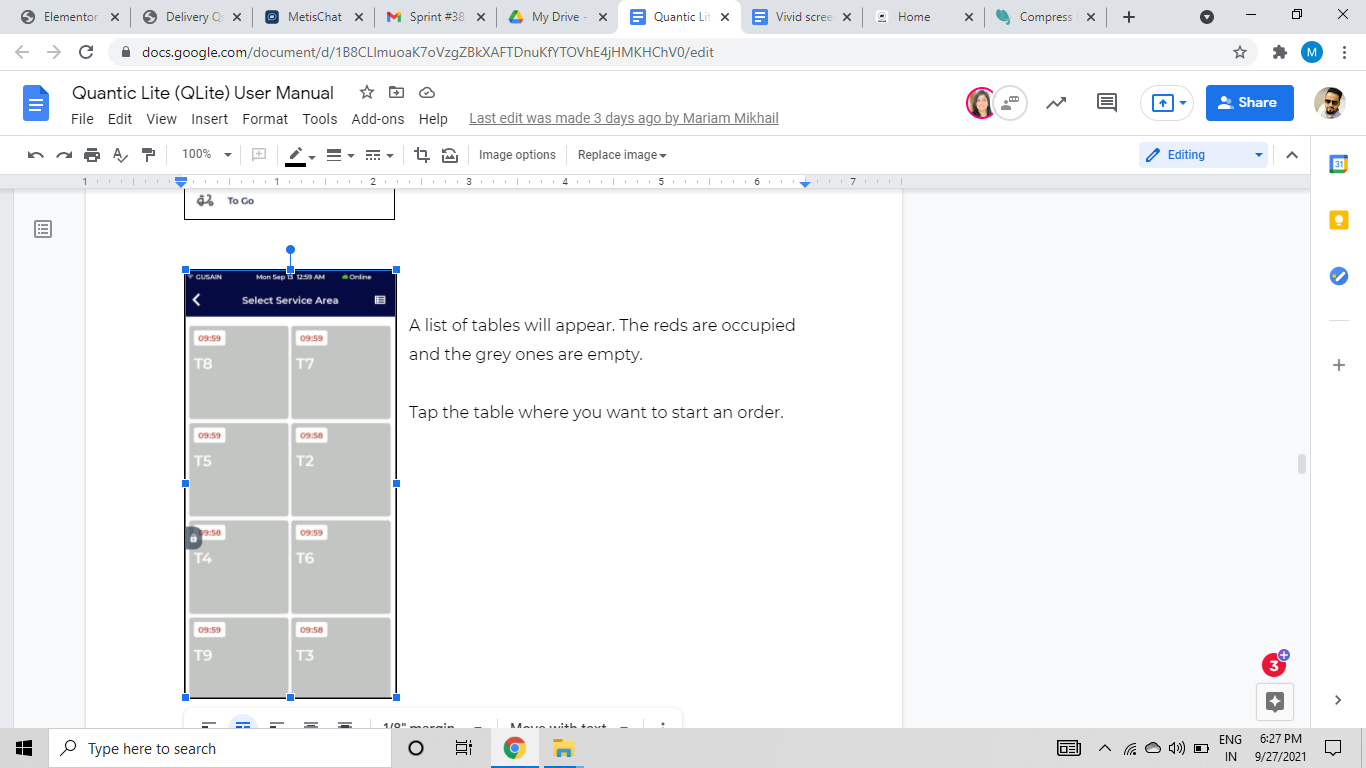 Elementor
Delivery Q
MetisChat
Sprint #38
My Drive -
Quantic Lit
Vivid scree
Home
Compress
docs.google.com/document/d/1B8CLlmuoaK7oVzgZBkXAFTDnuKfYTOVhE4jHMKHChV0/edit
M
Quantic Lite (QLite) User Manual
Share
File Edit View Insert Format Tools Add-ons Help Last edit was made 3 days ago by Mariam Mikhail
100% Image options Replace image Editing
31
1 1 2 3 4 5 6 7
To Go
GUSAIN Mon Sep 13 12:59 AM Online
Select Service Area
09:59 09:59
T8 T7
A list of tables will appear. The reds are occupied
and the grey ones are empty.
Tap the table where you want to start an order.
09:59 09:58
T5 T2
09:58 09:59
T4 T6
09:59 09:58
T9 T3
3
1/8" margin Move with text
Type here to search
ENG 6:27 PM
IN 9/27/2021